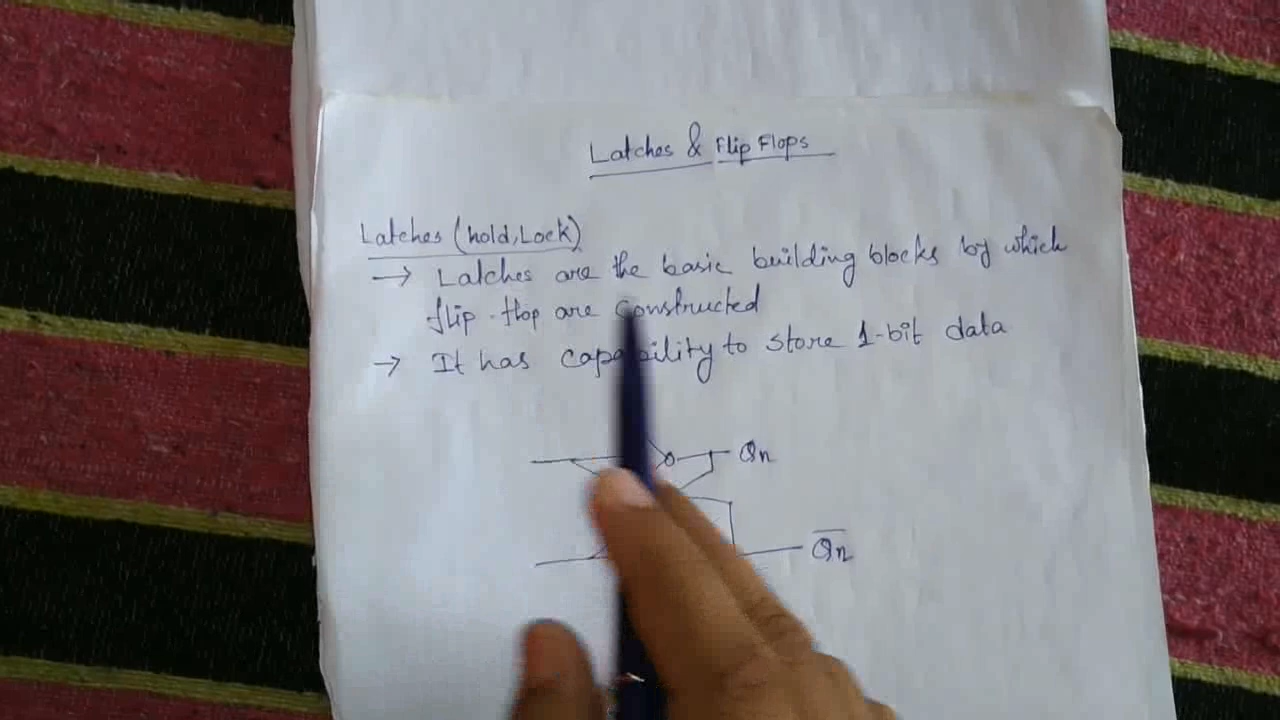 Latches & Flip Flops
Latches (hold, Lock)
→ Latches are the basic building blocks by which
flip-flop are constructed
→ It has capability to store 1-bit data
Qn
Q̅n̅